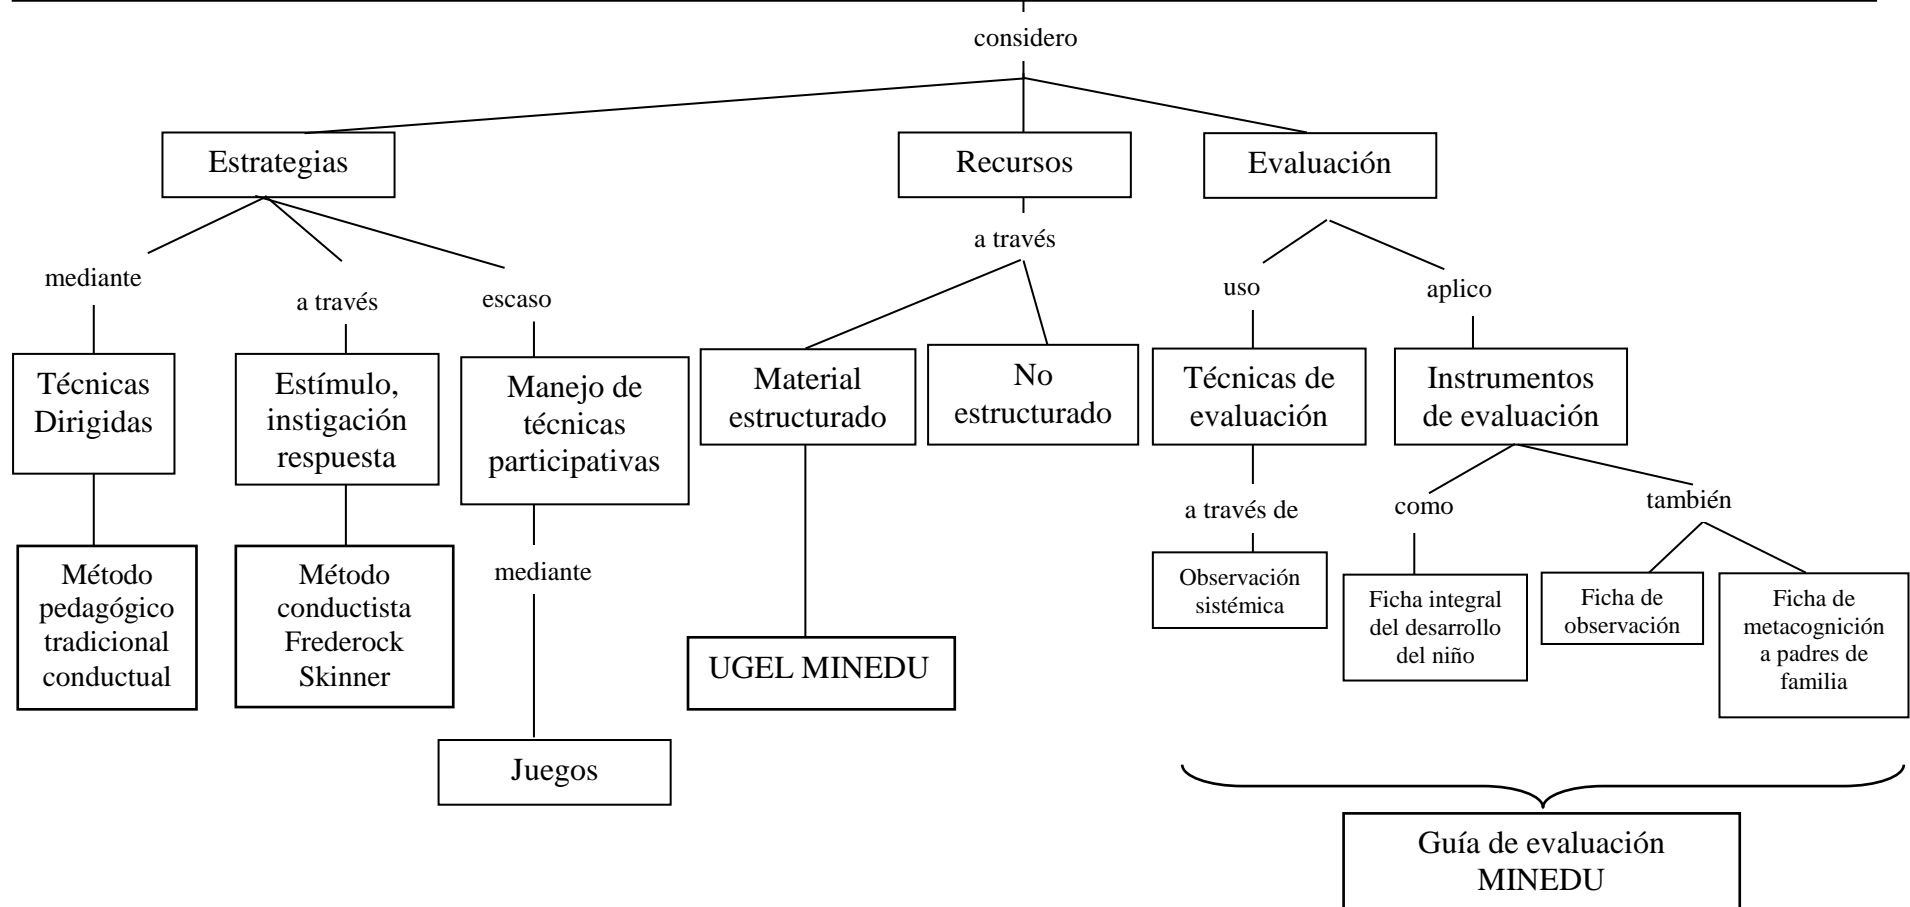 considero
Estrategias
Recursos
Evaluación
mediante
a través
escaso
a través
uso
aplico
Técnicas
Dirigidas
Estímulo,
instigación
respuesta
Manejo de
técnicas
participativas
Material
estructurado
No
estructurado
Técnicas de
evaluación
Instrumentos
de evaluación
a través de
como
también
Método
pedagógico
tradicional
conductual
Método
conductista
Frederock
Skinner
mediante
Juegos
UGEL MINEDU
Observación
sistémica
Ficha integral
del desarrollo
del niño
Ficha de
observación
Ficha de
metacognición
a padres de
familia
Guía de evaluación
MINEDU